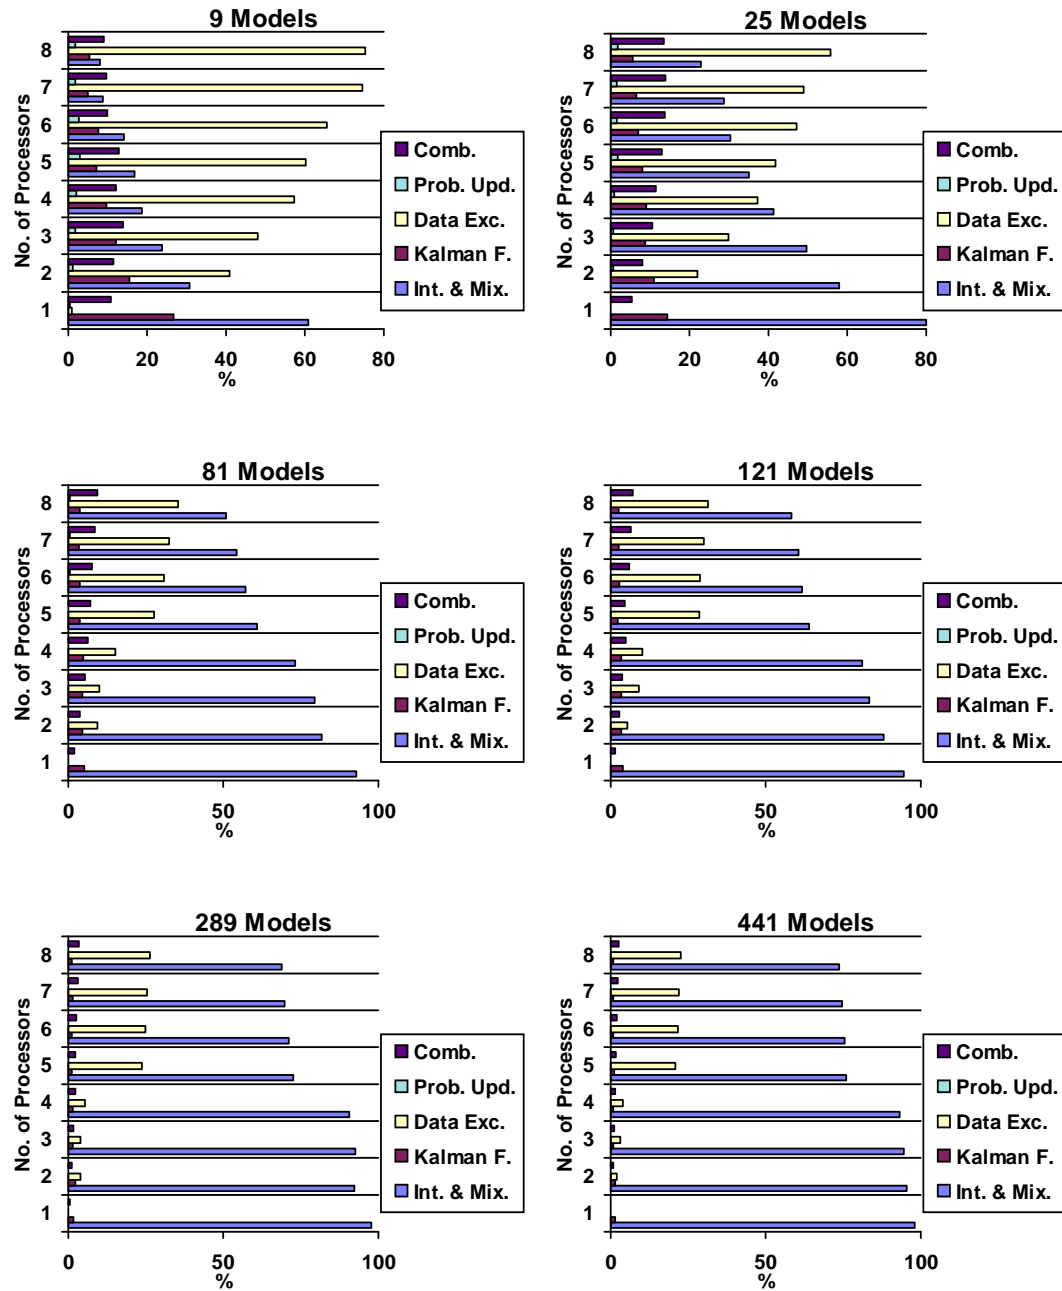 9 Models
No. of Processors
8
7
6
5
4
3
2
1
0 20 40 60 80
%
Comb.
Prob. Upd.
Data Exc.
Kalman F.
Int. & Mix.
25 Models
No. of Processors
8
7
6
5
4
3
2
1
0 20 40 60 80
%
Comb.
Prob. Upd.
Data Exc.
Kalman F.
Int. & Mix.
81 Models
No. of Processors
8
7
6
5
4
3
2
1
0 50 100
%
Comb.
Prob. Upd.
Data Exc.
Kalman F.
Int. & Mix.
121 Models
No. of Processors
8
7
6
5
4
3
2
1
0 50 100
%
Comb.
Prob. Upd.
Data Exc.
Kalman F.
Int. & Mix.
289 Models
No. of Processors
8
7
6
5
4
3
2
1
0 50 100
%
Comb.
Prob. Upd.
Data Exc.
Kalman F.
Int. & Mix.
441 Models
No. of Processors
8
7
6
5
4
3
2
1
0 50 100
%
Comb.
Prob. Upd.
Data Exc.
Kalman F.
Int. & Mix.